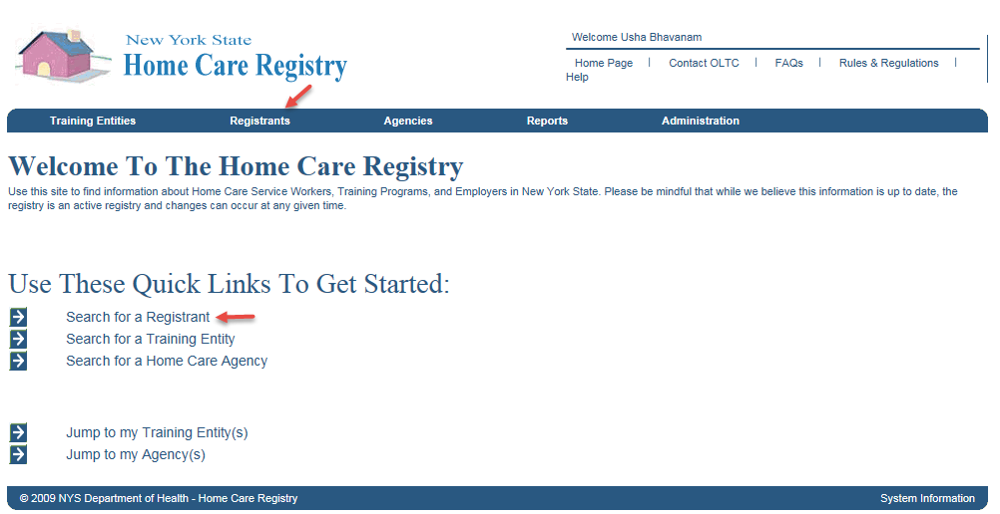 New York State
Home Care Registry
Welcome Usha Bhavanam
Home Page | Contact OLTC | FAQs | Rules & Regulations |
Help
Training Entities Registrants Agencies Reports Administration
Welcome To The Home Care Registry
Use this site to find information about Home Care Service Workers, Training Programs, and Employers in New York State. Please be mindful that while we believe this information is up to date, the
registry is an active registry and changes can occur at any given time.
Use These Quick Links To Get Started:
Search for a Registrant
Search for a Training Entity
Search for a Home Care Agency
Jump to my Training Entity(s)
Jump to my Agency(s)
© 2009 NYS Department of Health - Home Care Registry System Information